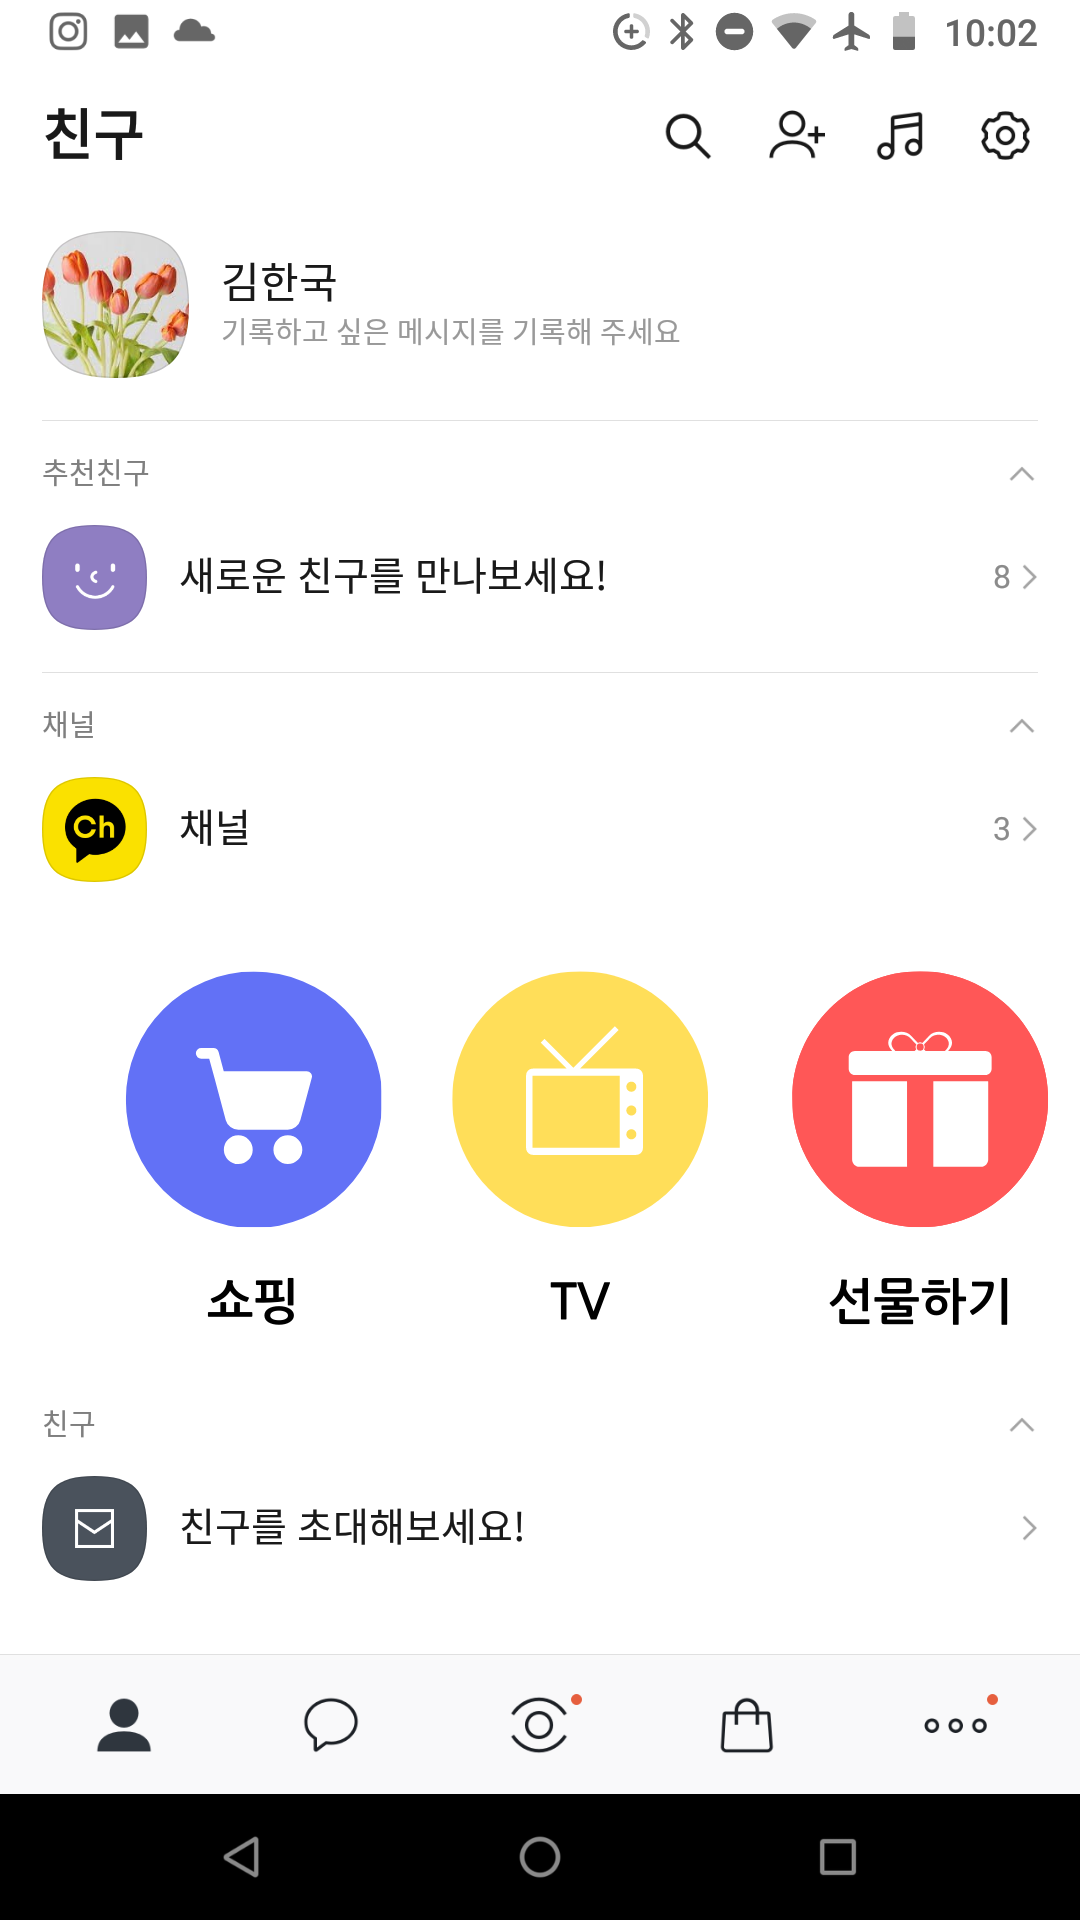 10:02
친구
김한국
기록하고 싶은 메시지를 기록해 주세요
추천친구
새로운 친구를 만나보세요!
8
채널
Ch
채널
3
쇼핑
TV
선물하기
친구
친구를 초대해보세요!